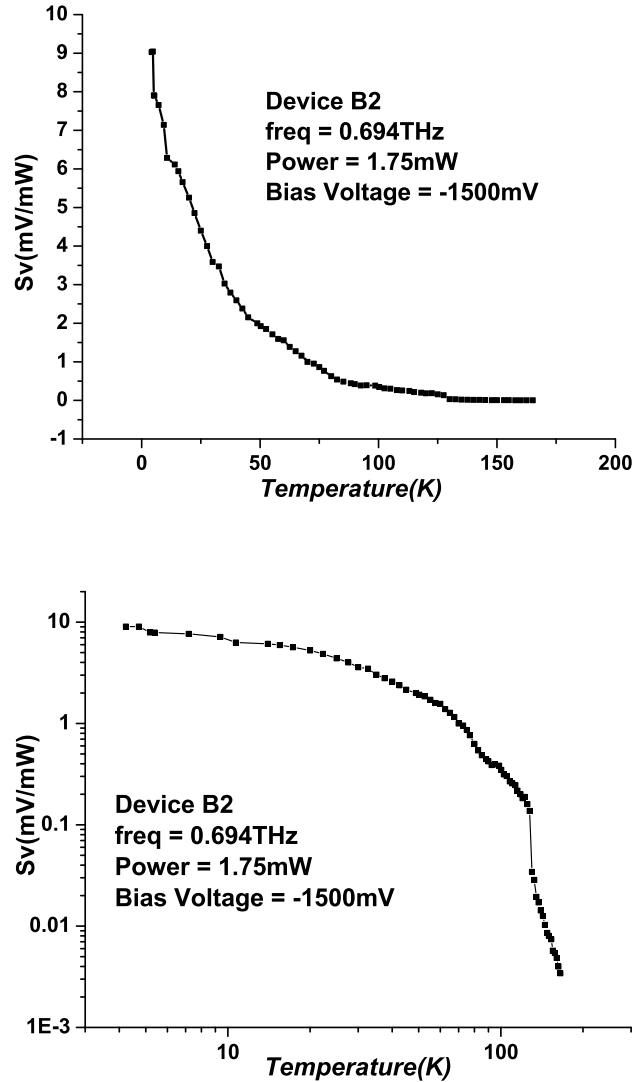 10
9
8
7
6
5
4
3
2
1
0
-1
Sv(mV/mW)
Device B2
freq = 0.694THz
Power = 1.75mW
Bias Voltage = -1500mV
0 50 100 150 200
Temperature(K)
10
1
0.1
0.01
1E-3
Sv(mV/mW)
Device B2
freq = 0.694THz
Power = 1.75mW
Bias Voltage = -1500mV
10 100
Temperature(K)